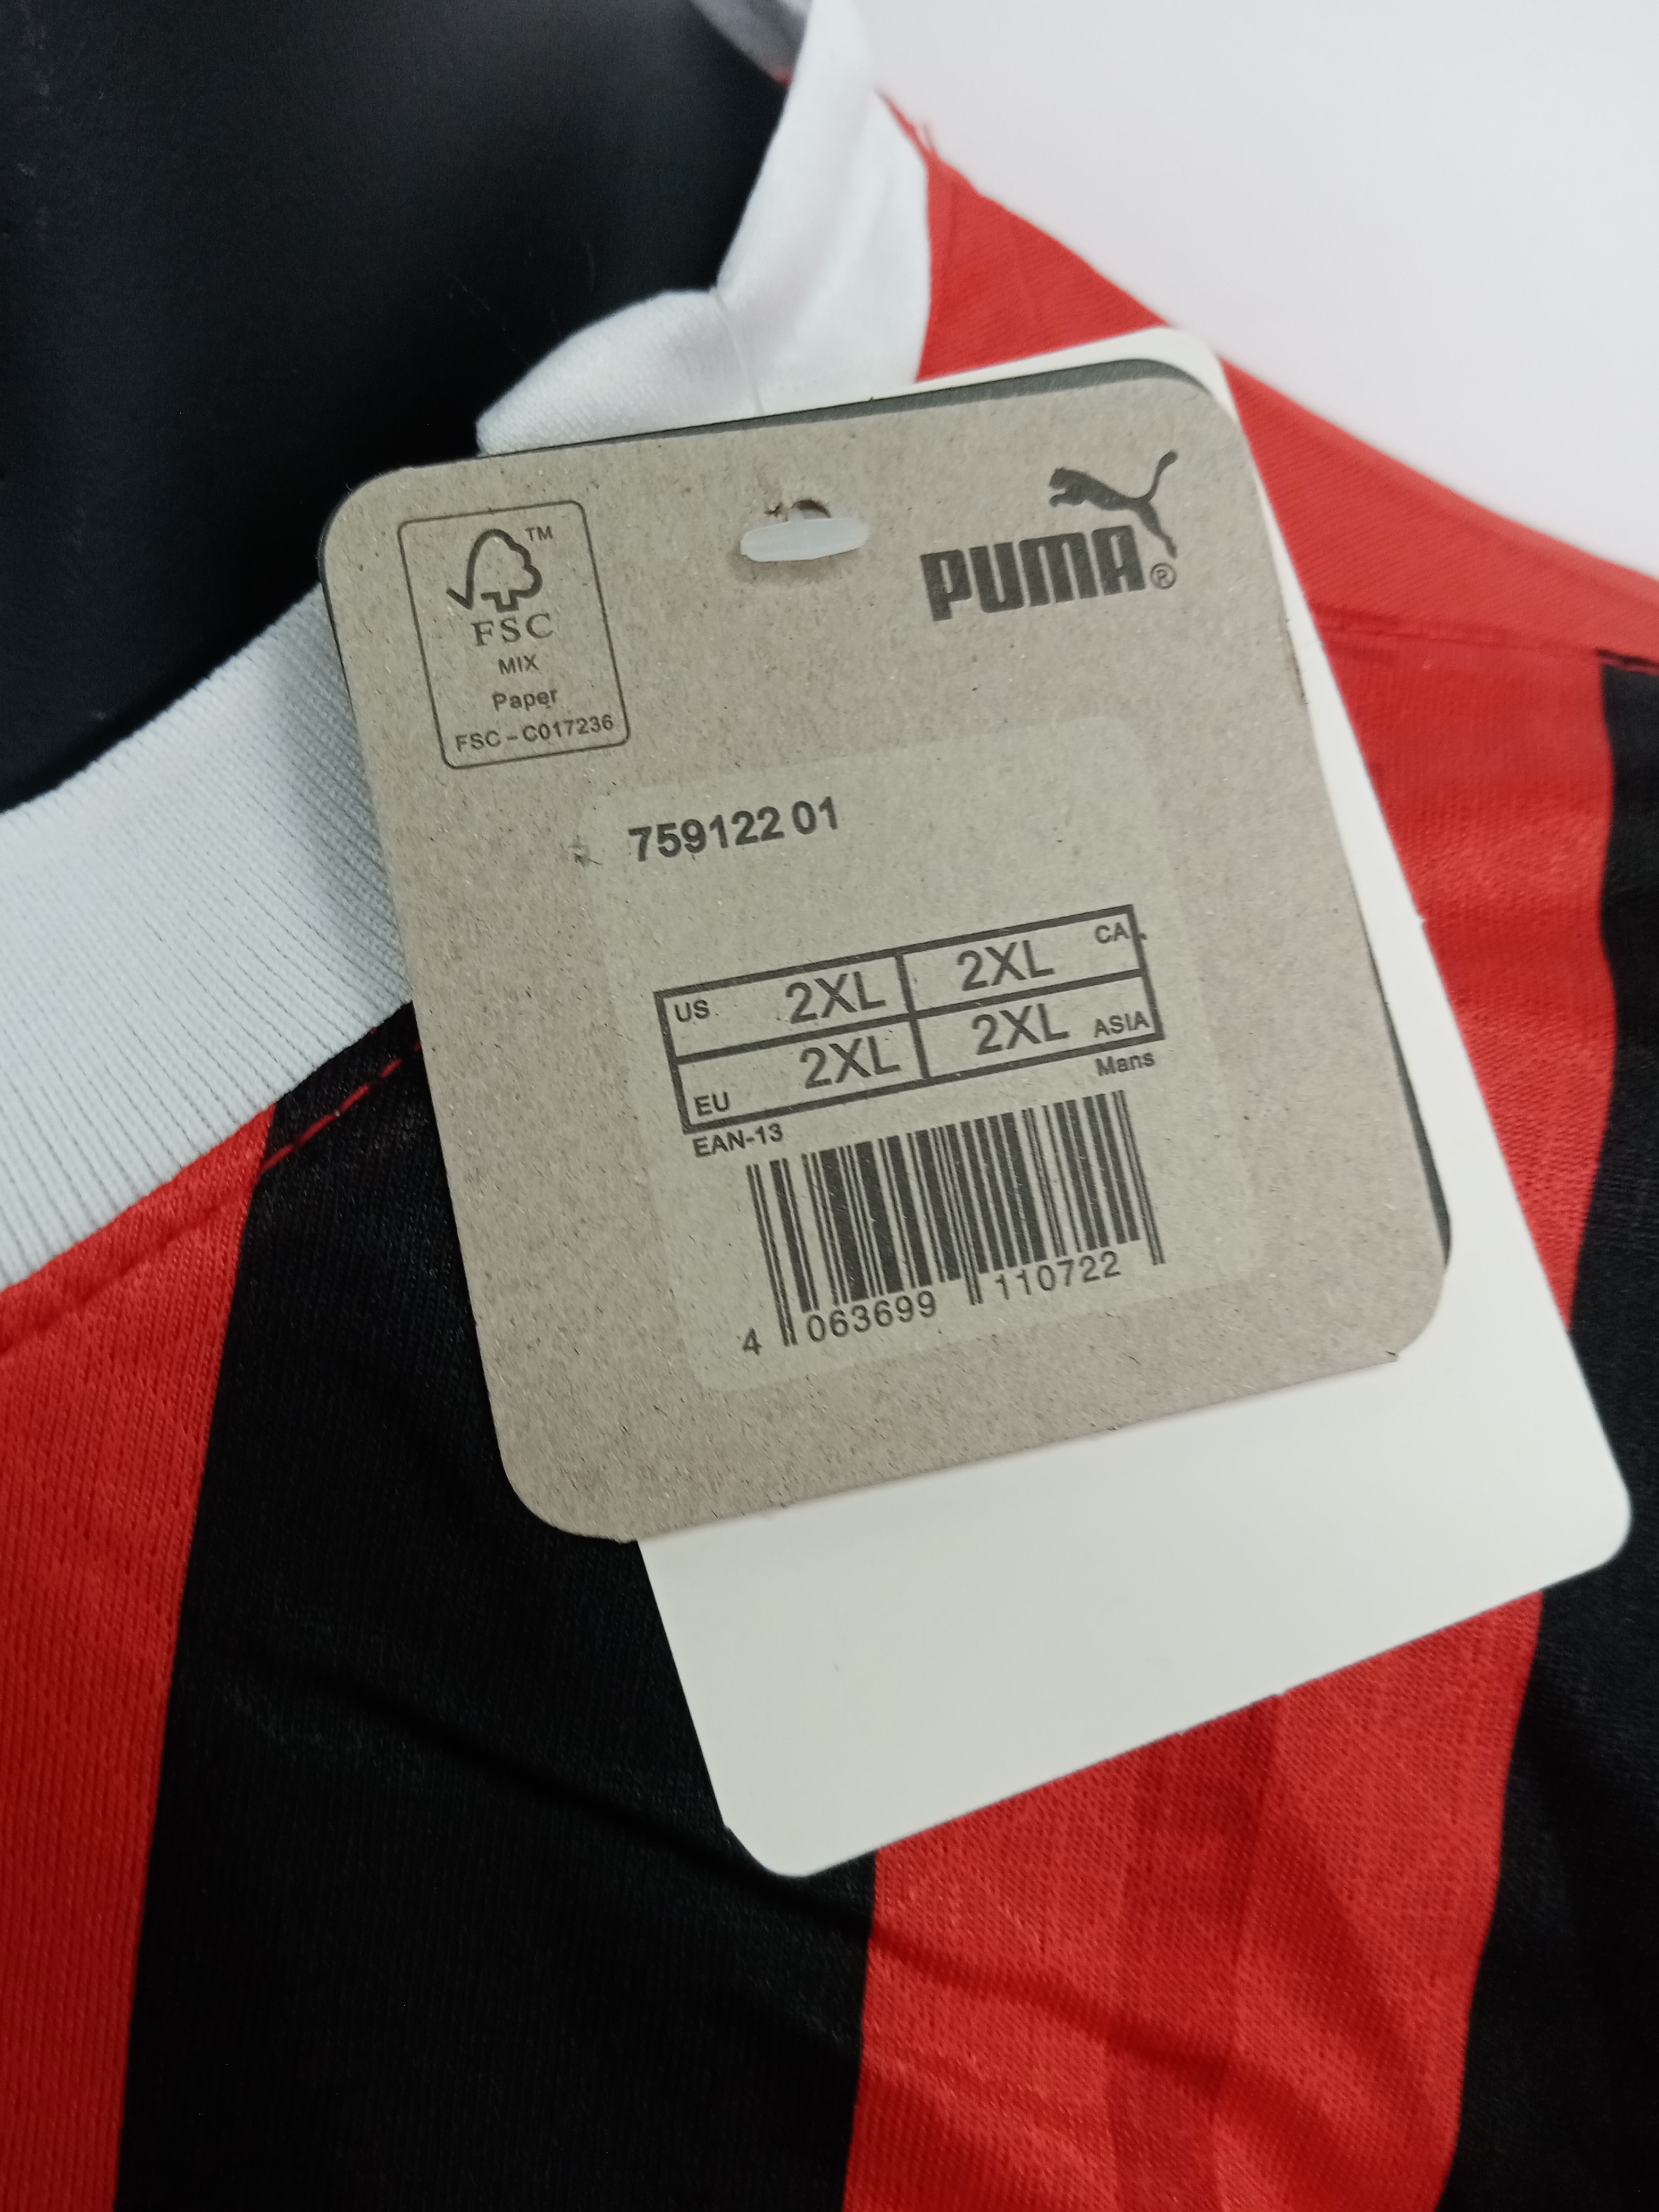 TM
FSC
MIX
Paper
FSC – C017236
PUMA®
759122 01
US 2XL 2XL CA
EU 2XL 2XL ASIA
Mans
EAN-13
4 063699 110722